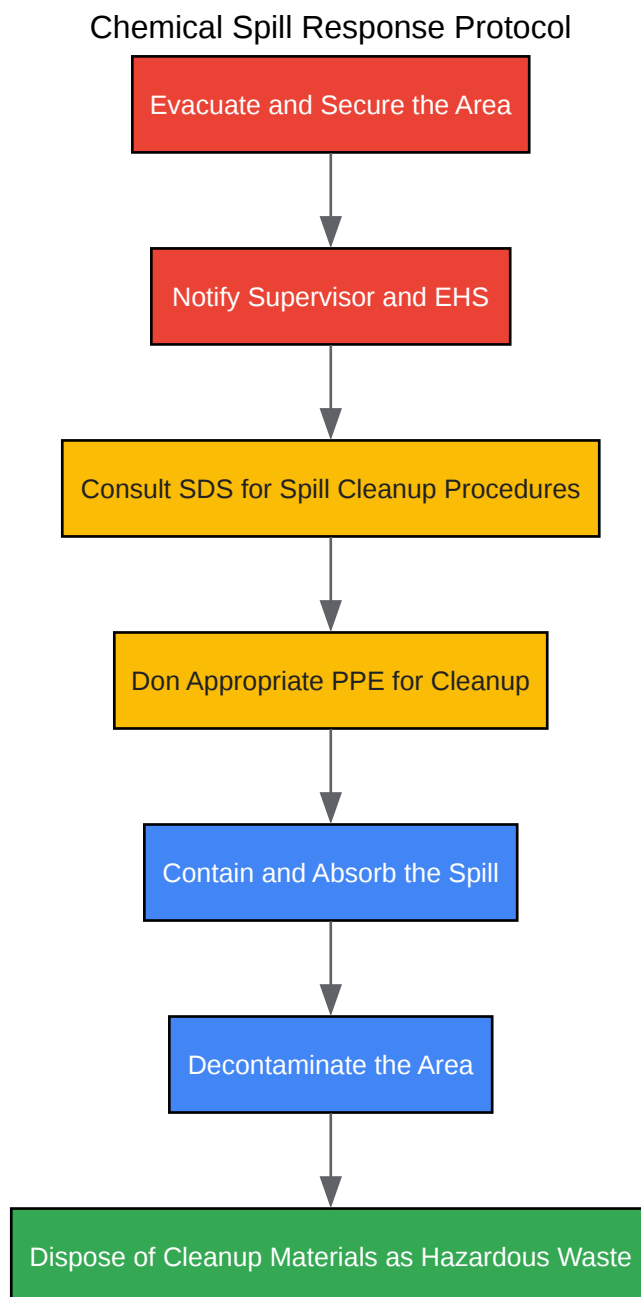 Chemical Spill Response Protocol
Evacuate and Secure the Area
Notify Supervisor and EHS
Consult SDS for Spill Cleanup Procedures
Don Appropriate PPE for Cleanup
Contain and Absorb the Spill
Decontaminate the Area
Dispose of Cleanup Materials as Hazardous Waste